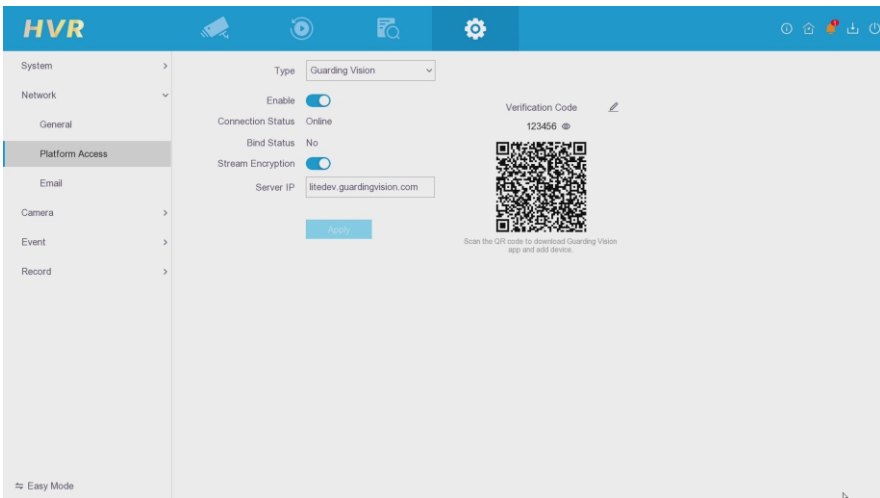 HVR
System
Network
General
Platform Access
Email
Camera
Event
Record
Easy Mode
Type Guarding Vision
Enable
Connection Status Online
Bind Status No
Stream Encryption
Server IP litedev.guardingvision.com
Apply
Verification Code
123456
Scan the QR code to download Guarding Vision
app and add device.